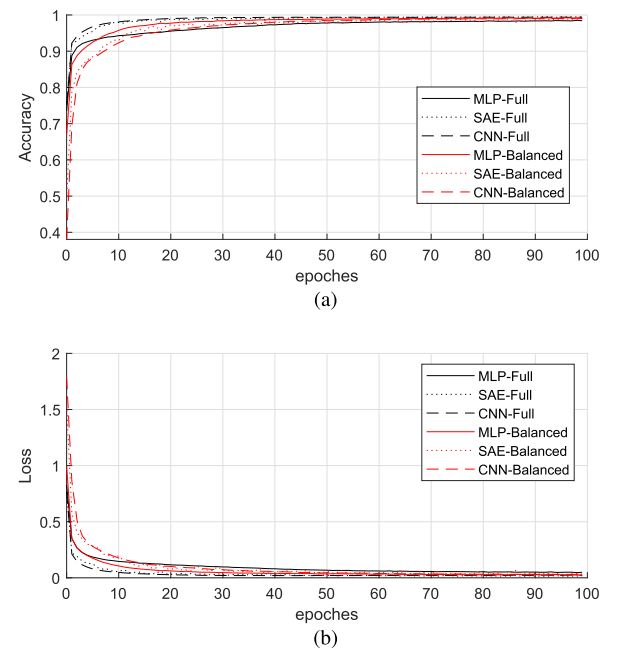 1
0.9
0.8
0.7
0.6
0.5
0.4
Accuracy
MLP-Full
SAE-Full
CNN-Full
MLP-Balanced
SAE-Balanced
CNN-Balanced
0 10 20 30 40 50 60 70 80 90 100
epoches
(a)
2
1.5
1
0.5
0
Loss
MLP-Full
SAE-Full
CNN-Full
MLP-Balanced
SAE-Balanced
CNN-Balanced
0 10 20 30 40 50 60 70 80 90 100
epoches
(b)